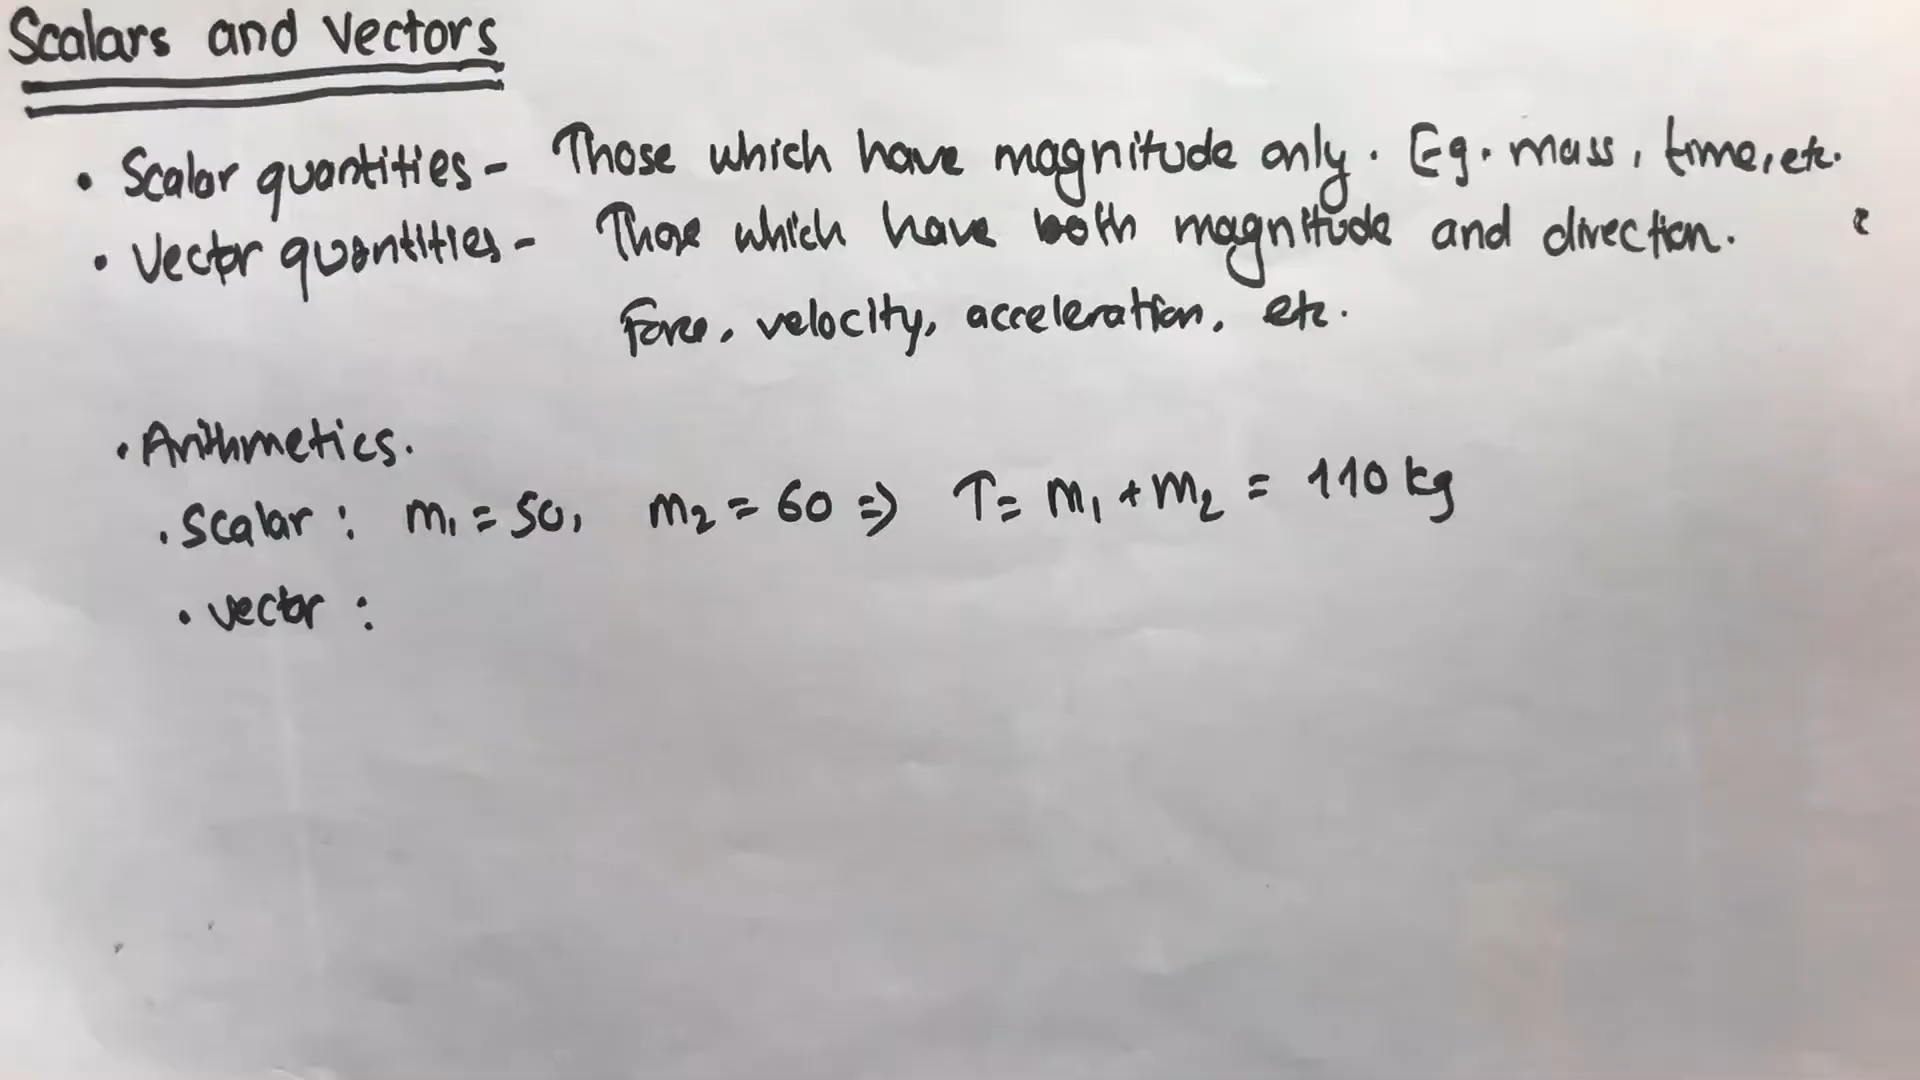 Scalars and Vectors
• Scalar quantities - Those which have magnitude only. Eg. mass, time, etc.
• Vector quantities - Those which have both magnitude and direction.
Force, velocity, acceleration, etc.
• Arithmetics.
• Scalar : m₁ = 50, m₂ = 60 => T = m₁ + m₂ = 110 kg
• Vector :